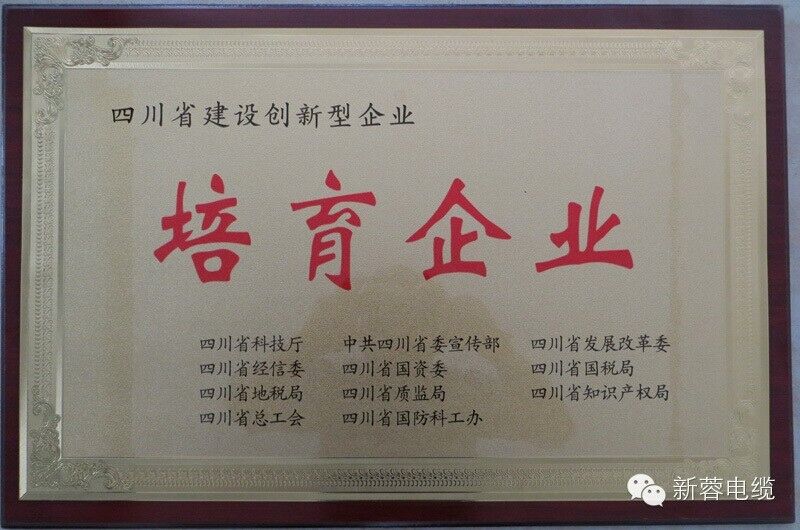 四川省建设创新型企业
培育企业
四川省科技厅 中共四川省委宣传部 四川省发展改革委
四川省经信委 四川省国资委 四川省国税局
四川省地税局 四川省质监局 四川省知识产权局
四川省总工会 四川省国防科工办
新蓉电缆